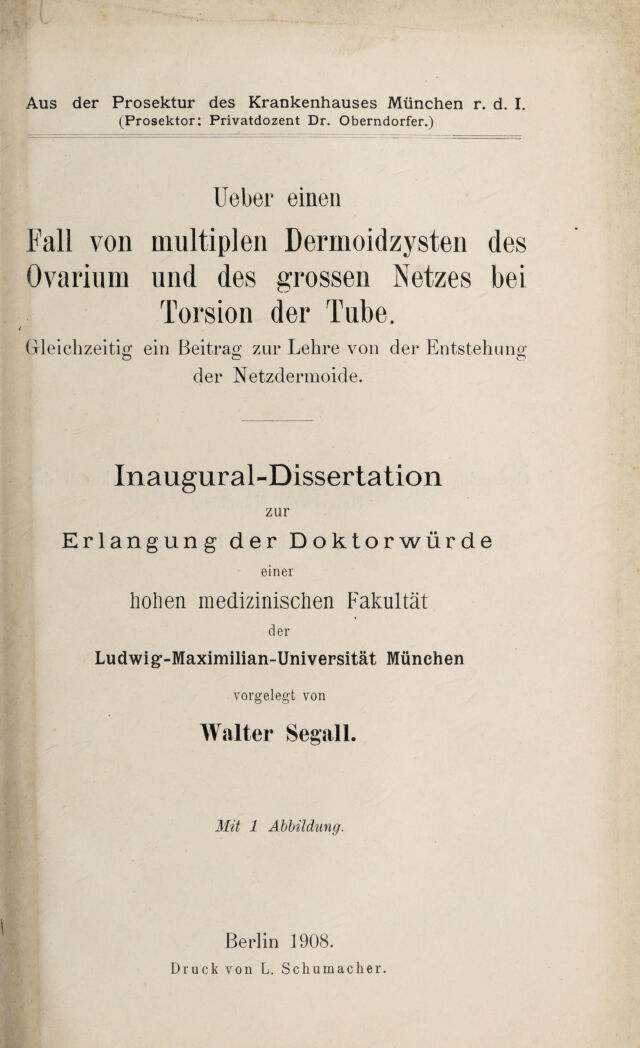 Aus der Prosektur des Krankenhauses München r. d. I.
(Prosektor: Privatdozent Dr. Oberndorfer.)
Ueber einen
Fall von multiplen Dermoidzysten des
Ovarium und des grossen Netzes bei
Torsion der Tube.
Gleichzeitig ein Beitrag zur Lehre von der Entstehung
der Netzdermoide.
Inaugural-Dissertation
zur
Erlangung der Doktorwürde
einer
hohen medizinischen Fakultät
der
Ludwig-Maximilian-Universität München
vorgelegt von
Walter Segall.
Mit 1 Abbildung.
Berlin 1908.
Druck von L. Schumacher.